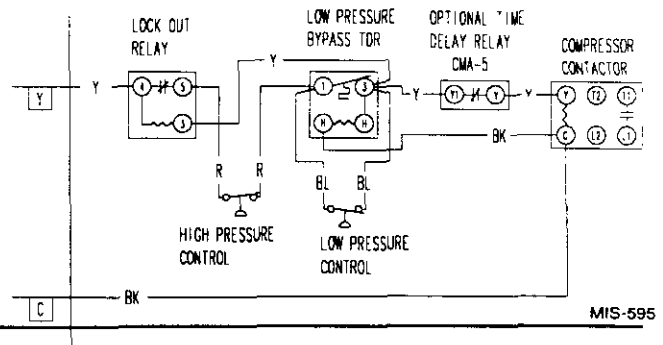 LOCK OUT
RELAY
LOW PRESSURE
BYPASS TDR
OPTIONAL TIME
DELAY RELAY
CMA-5
COMPRESSOR
CONTACTOR
Y
Y
4
5
3
Y
1
3
H
H
Y
Y1
Y
Y
Y
T2
T1
C
L2
L1
BK
R
R
BL
BL
HIGH PRESSURE
CONTROL
LOW PRESSURE
CONTROL
C
BK
MIS-595